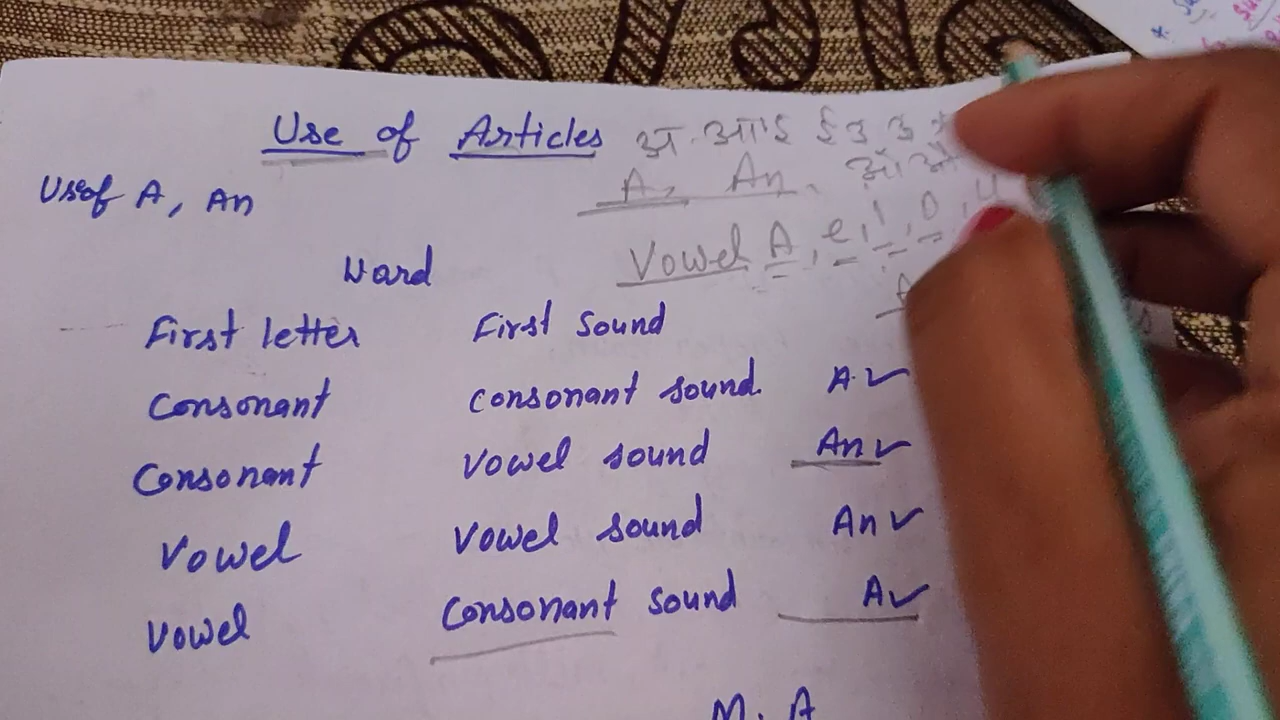 Use of Articles अ आ इ ई उ ऊ
Use of A, An A, An. ओ औ
Vowel A, e, I, O, U
Ward
First letter First Sound
Consonant Consonant sound. A ✓
Consonant Vowel sound An ✓
Vowel Vowel sound An ✓
Vowel Consonant sound A ✓
M. A